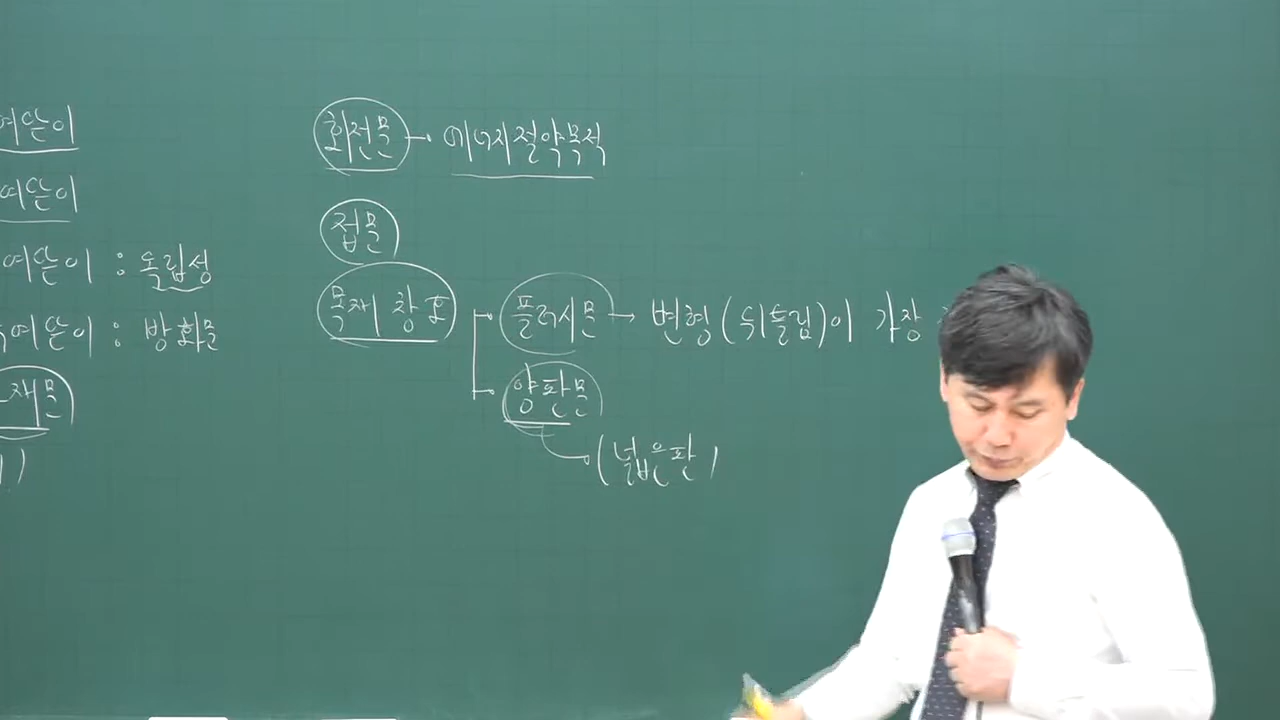 여닫이
여닫이
여닫이 : 독립성
여닫이 : 방화문
재문
)
회전문 → 에너지절약목적
접문
목재 창호
플러시문 → 변형(뒤틀림)이 가장
양판문
(넓은판)